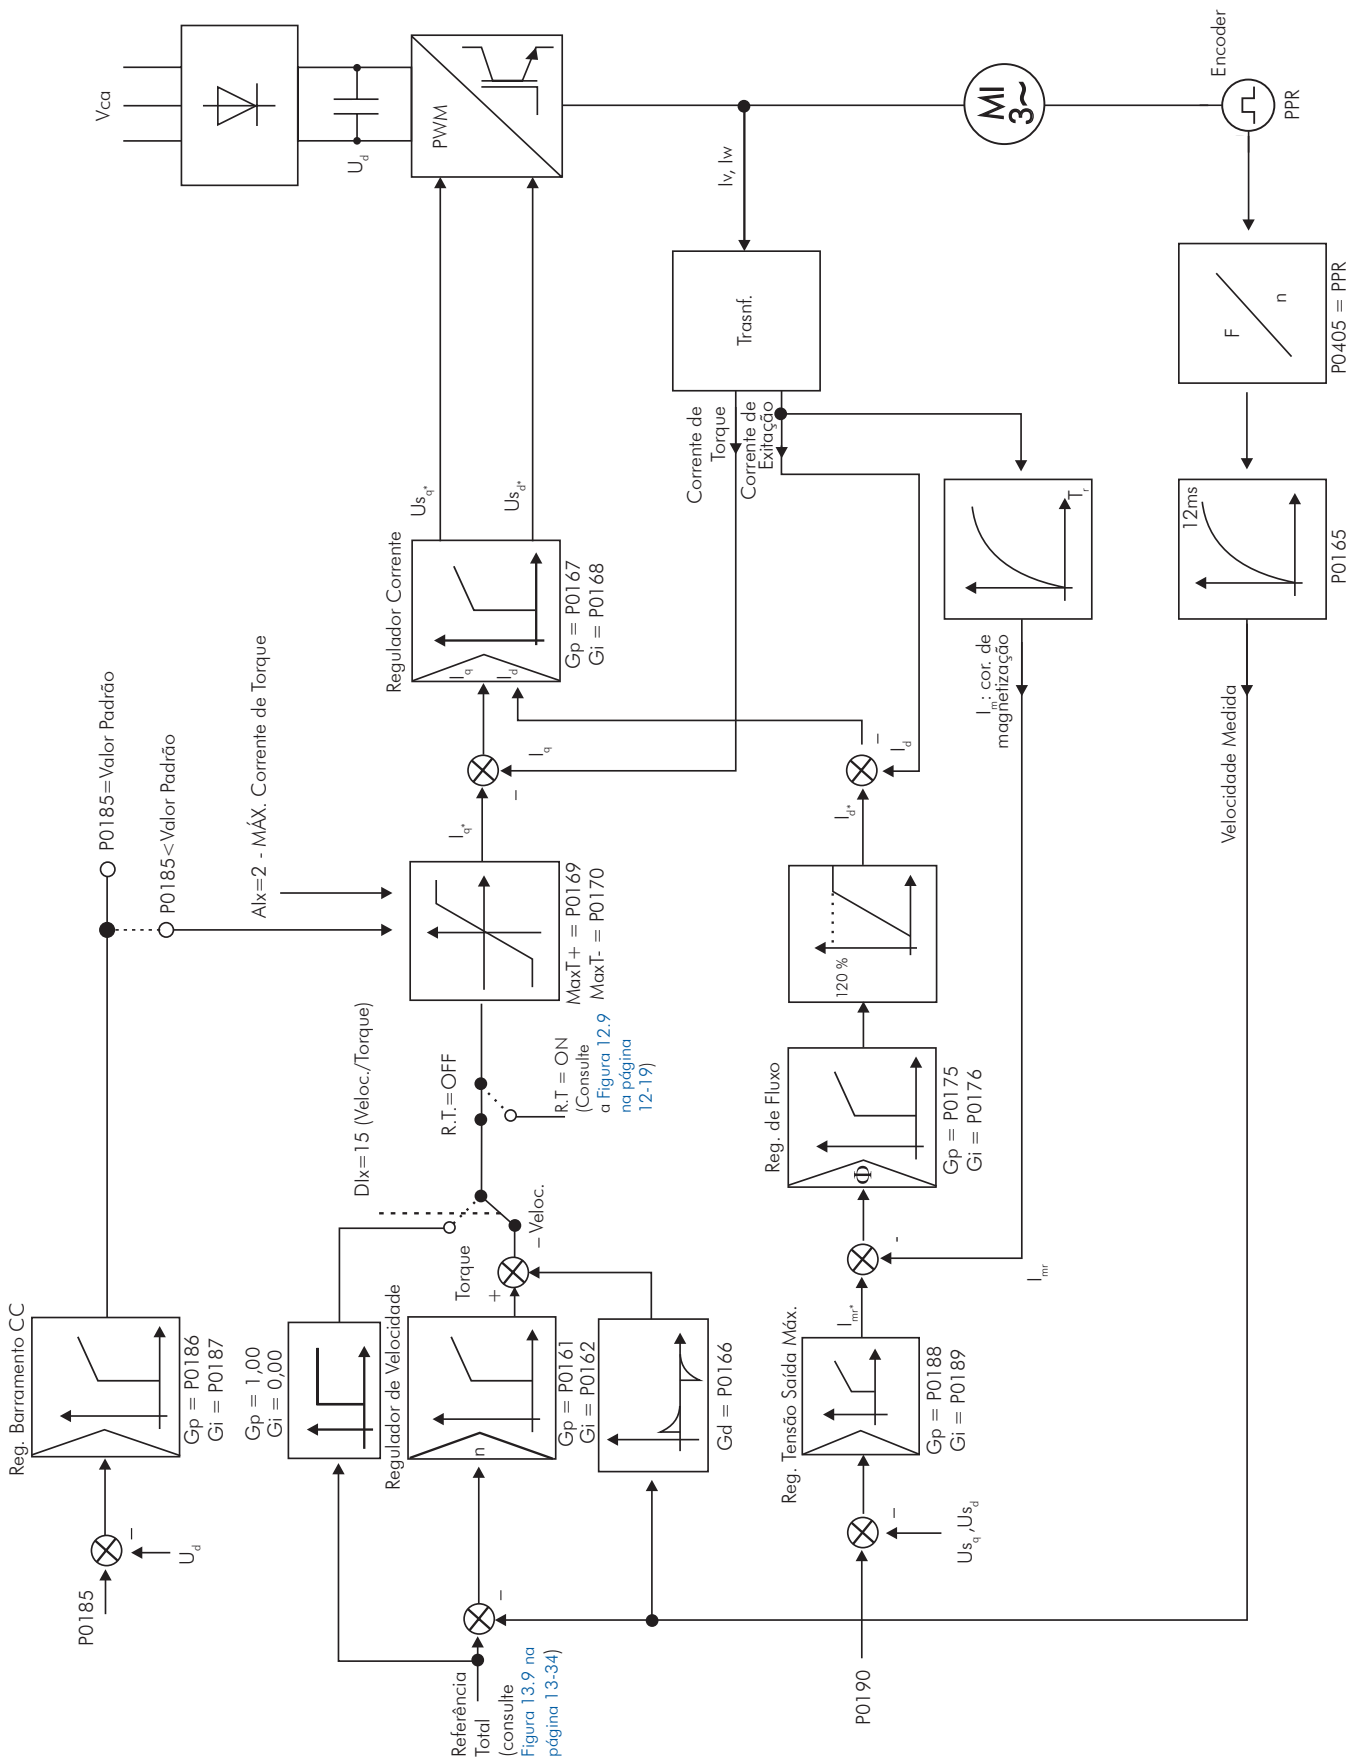 Reg. Barramento CC
P0185
–
U_d
Gp = P0186
Gi = P0187
P0185=Valor Padrão
P0185<Valor Padrão
AIx=2 - MÁX. Corrente de Torque
DIx=15 (Veloc./Torque)
Gp = 1,00
Gi = 0,00
Torque
Regulador de Velocidade
n
Gp = P0161
Gi = P0162
+
– Veloc.
Gd = P0166
Referência
Total
(consulte
Figura 13.9 na
página 13-34)
–
R.T.=OFF
R.T = ON
(Consulte
a Figura 12.9
na página
12-19)
MaxT+ = P0169
MaxT- = P0170
I_q*
–
I_q
Regulador Corrente
I_q
I_d
Gp = P0167
Gi = P0168
Us_q*
Us_d*
Vca
U_d
PWM
Iv, Iw
Trasnf.
Corrente de
Torque
Corrente de
Exitação
MI
3~
Encoder
PPR
F
n
P0405 = PPR
12ms
P0165
Velocidade Medida
T_r
I_m: cor. de
magnetização
I_mr
P0190
–
Us_q ,Us_d
Reg. Tensão Saída Máx.
Gp = P0188
Gi = P0189
I_mr*
-
Reg. de Fluxo
Φ
Gp = P0175
Gi = P0176
120 %
I_d*
–
I_d